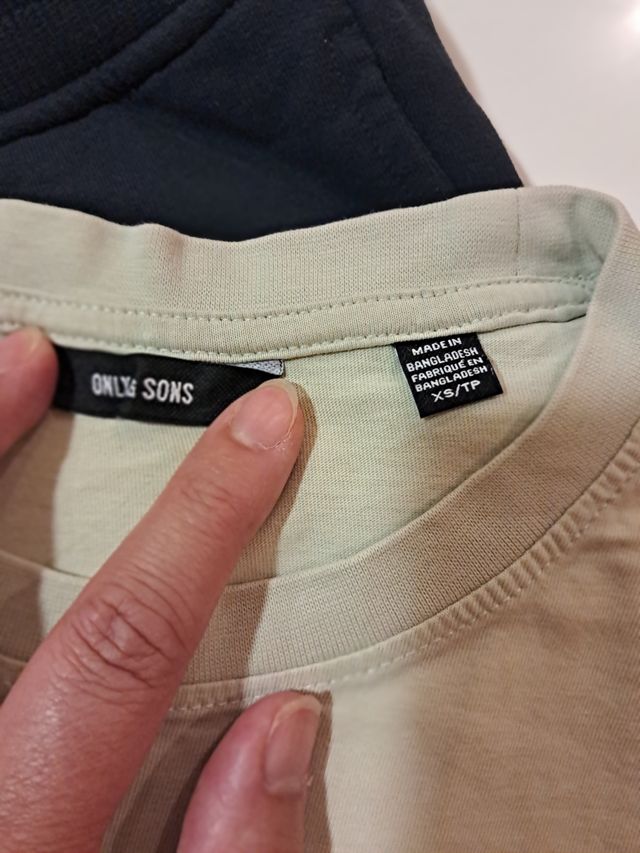 ONLY& SONS
MADE IN
BANGLADESH
FABRIQUÉ EN
BANGLADESH
XS/TP